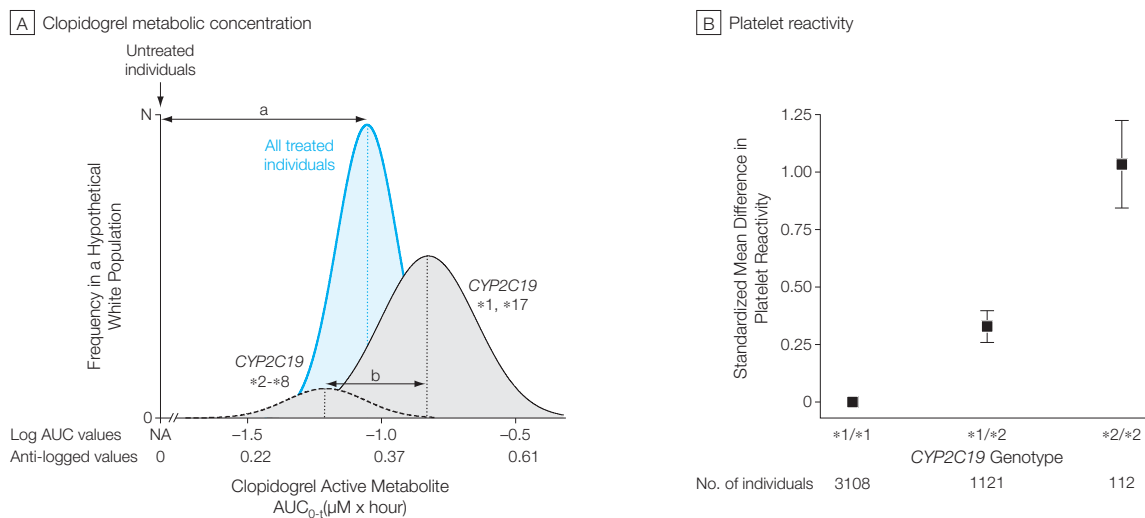 A Clopidogrel metabolic concentration
Untreated
individuals
N
a
All treated
individuals
CYP2C19
∗1, ∗17
CYP2C19
∗2-∗8
b
0
Frequency in a Hypothetical
White Population
Log AUC values NA −1.5 −1.0 −0.5
Anti-logged values 0 0.22 0.37 0.61
Clopidogrel Active Metabolite
AUC0-t(µM x hour)
B Platelet reactivity
Standardized Mean Difference in
Platelet Reactivity
1.25
1.00
0.75
0.50
0.25
0
∗1/∗1 ∗1/∗2 ∗2/∗2
CYP2C19 Genotype
No. of individuals 3108 1121 112